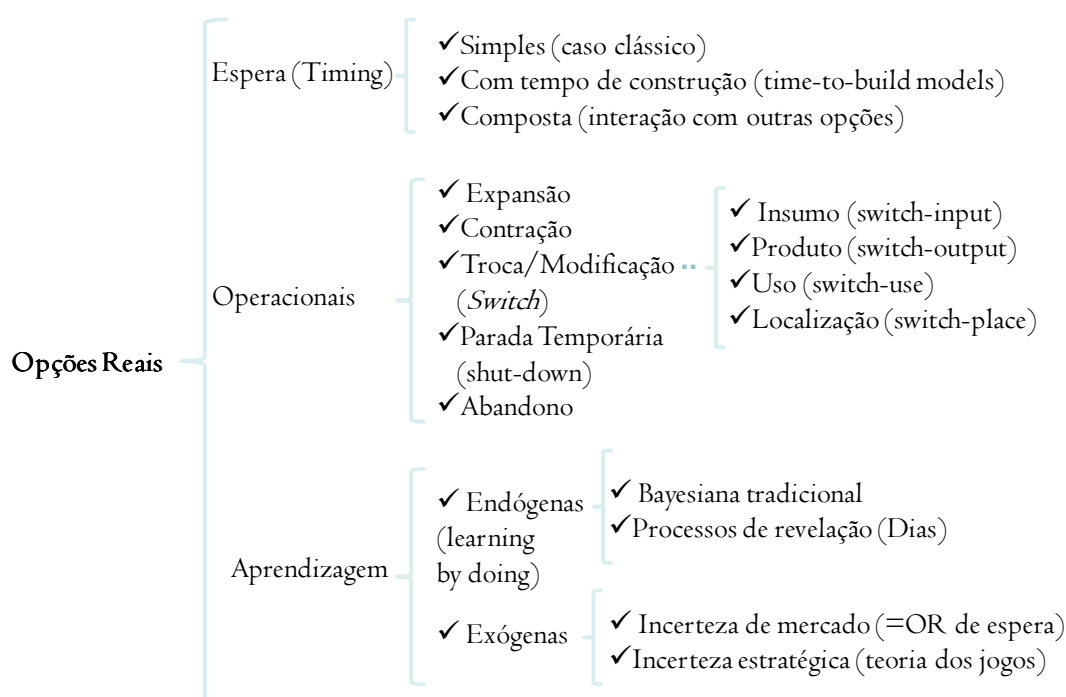 Espera (Timing)
✓Simples (caso clássico)
✓Com tempo de construção (time-to-build models)
✓Composta (interação com outras opções)
Opções Reais
Operacionais
✓ Expansão
✓Contração
✓Troca/Modificação
(Switch)
✓Parada Temporária
(shut-down)
✓Abandono
✓ Insumo (switch-input)
✓Produto (switch-output)
✓Uso (switch-use)
✓Localização (switch-place)
Aprendizagem
✓ Endógenas
(learning
by doing)
✓ Bayesiana tradicional
✓Processos de revelação (Dias)
✓ Exógenas
✓ Incerteza de mercado (=OR de espera)
✓Incerteza estratégica (teoria dos jogos)